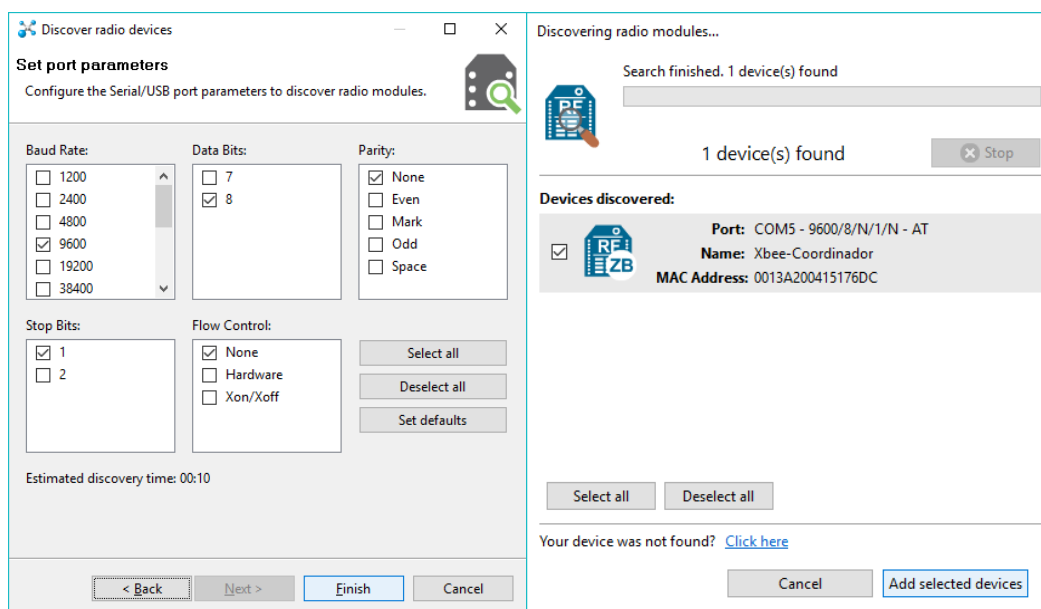 Discover radio devices
Set port parameters
Configure the Serial/USB port parameters to discover radio modules.
Baud Rate:
1200
2400
4800
9600
19200
38400
Data Bits:
7
8
Parity:
None
Even
Mark
Odd
Space
Stop Bits:
1
2
Flow Control:
None
Hardware
Xon/Xoff
Select all
Deselect all
Set defaults
Estimated discovery time: 00:10
< Back
Next >
Finish
Cancel
Discovering radio modules...
RF
Search finished. 1 device(s) found
1 device(s) found
Stop
Devices discovered:
RF
ZB
Port: COM5 - 9600/8/N/1/N - AT
Name: Xbee-Coordinador
MAC Address: 0013A200415176DC
Select all
Deselect all
Your device was not found? Click here
Cancel
Add selected devices